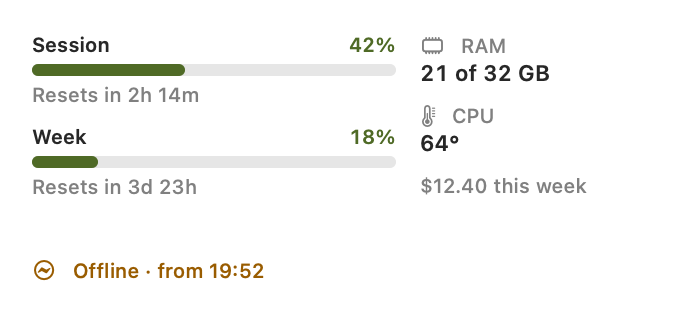 Session 42%
Resets in 2h 14m
Week 18%
Resets in 3d 23h
RAM
21 of 32 GB
CPU
64°
$12.40 this week
Offline · from 19:52